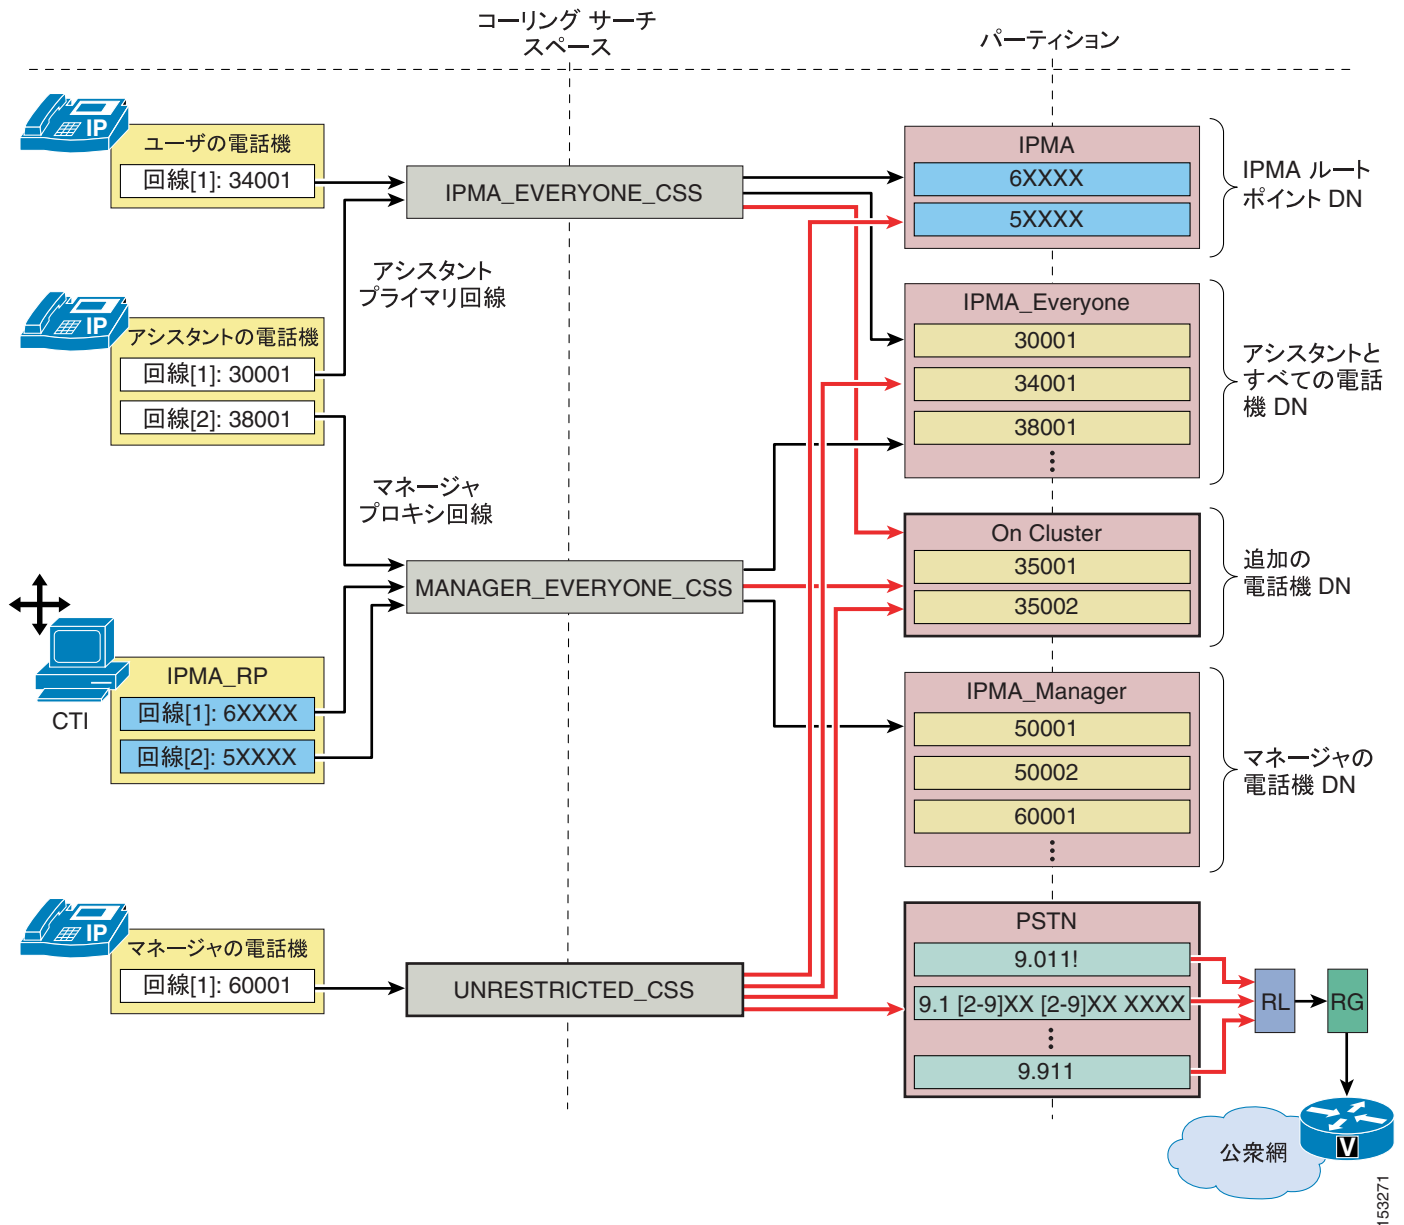 コーリング サーチ
スペース
パーティション
IP
ユーザの電話機
回線[1]: 34001
IPMA_EVERYONE_CSS
IPMA
6XXXX
5XXXX
IPMA ルート
ポイント DN
アシスタント
プライマリ回線
IP
アシスタントの電話機
回線[1]: 30001
回線[2]: 38001
IPMA_Everyone
30001
34001
38001
アシスタントと
すべての電話
機 DN
マネージャ
プロキシ回線
MANAGER_EVERYONE_CSS
On Cluster
35001
35002
追加の
電話機 DN
CTI
IPMA_RP
回線[1]: 6XXXX
回線[2]: 5XXXX
IPMA_Manager
50001
50002
60001
マネージャの
電話機 DN
IP
マネージャの電話機
回線[1]: 60001
UNRESTRICTED_CSS
PSTN
9.011!
9.1 [2-9]XX [2-9]XX XXXX
9.911
RL
RG
公衆網
V
153271